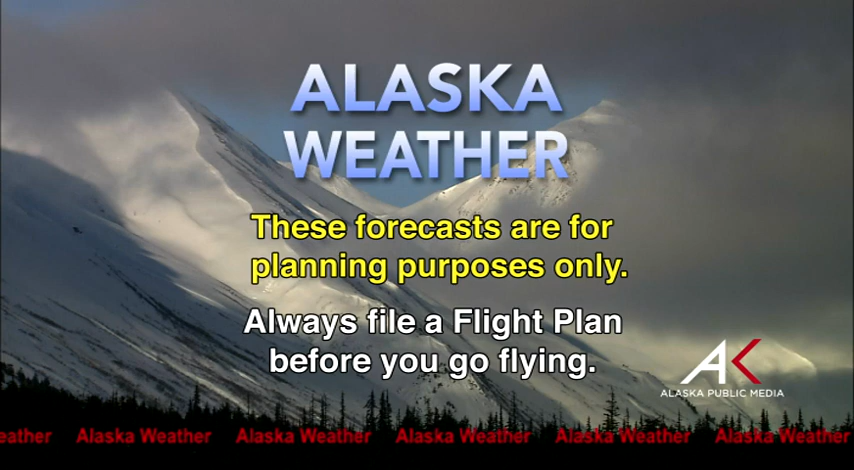 ALASKA
WEATHER
These forecasts are for
planning purposes only.
Always file a Flight Plan
before you go flying.
AK
ALASKA PUBLIC MEDIA
eather Alaska Weather Alaska Weather Alaska Weather Alaska Weather Alaska Weather